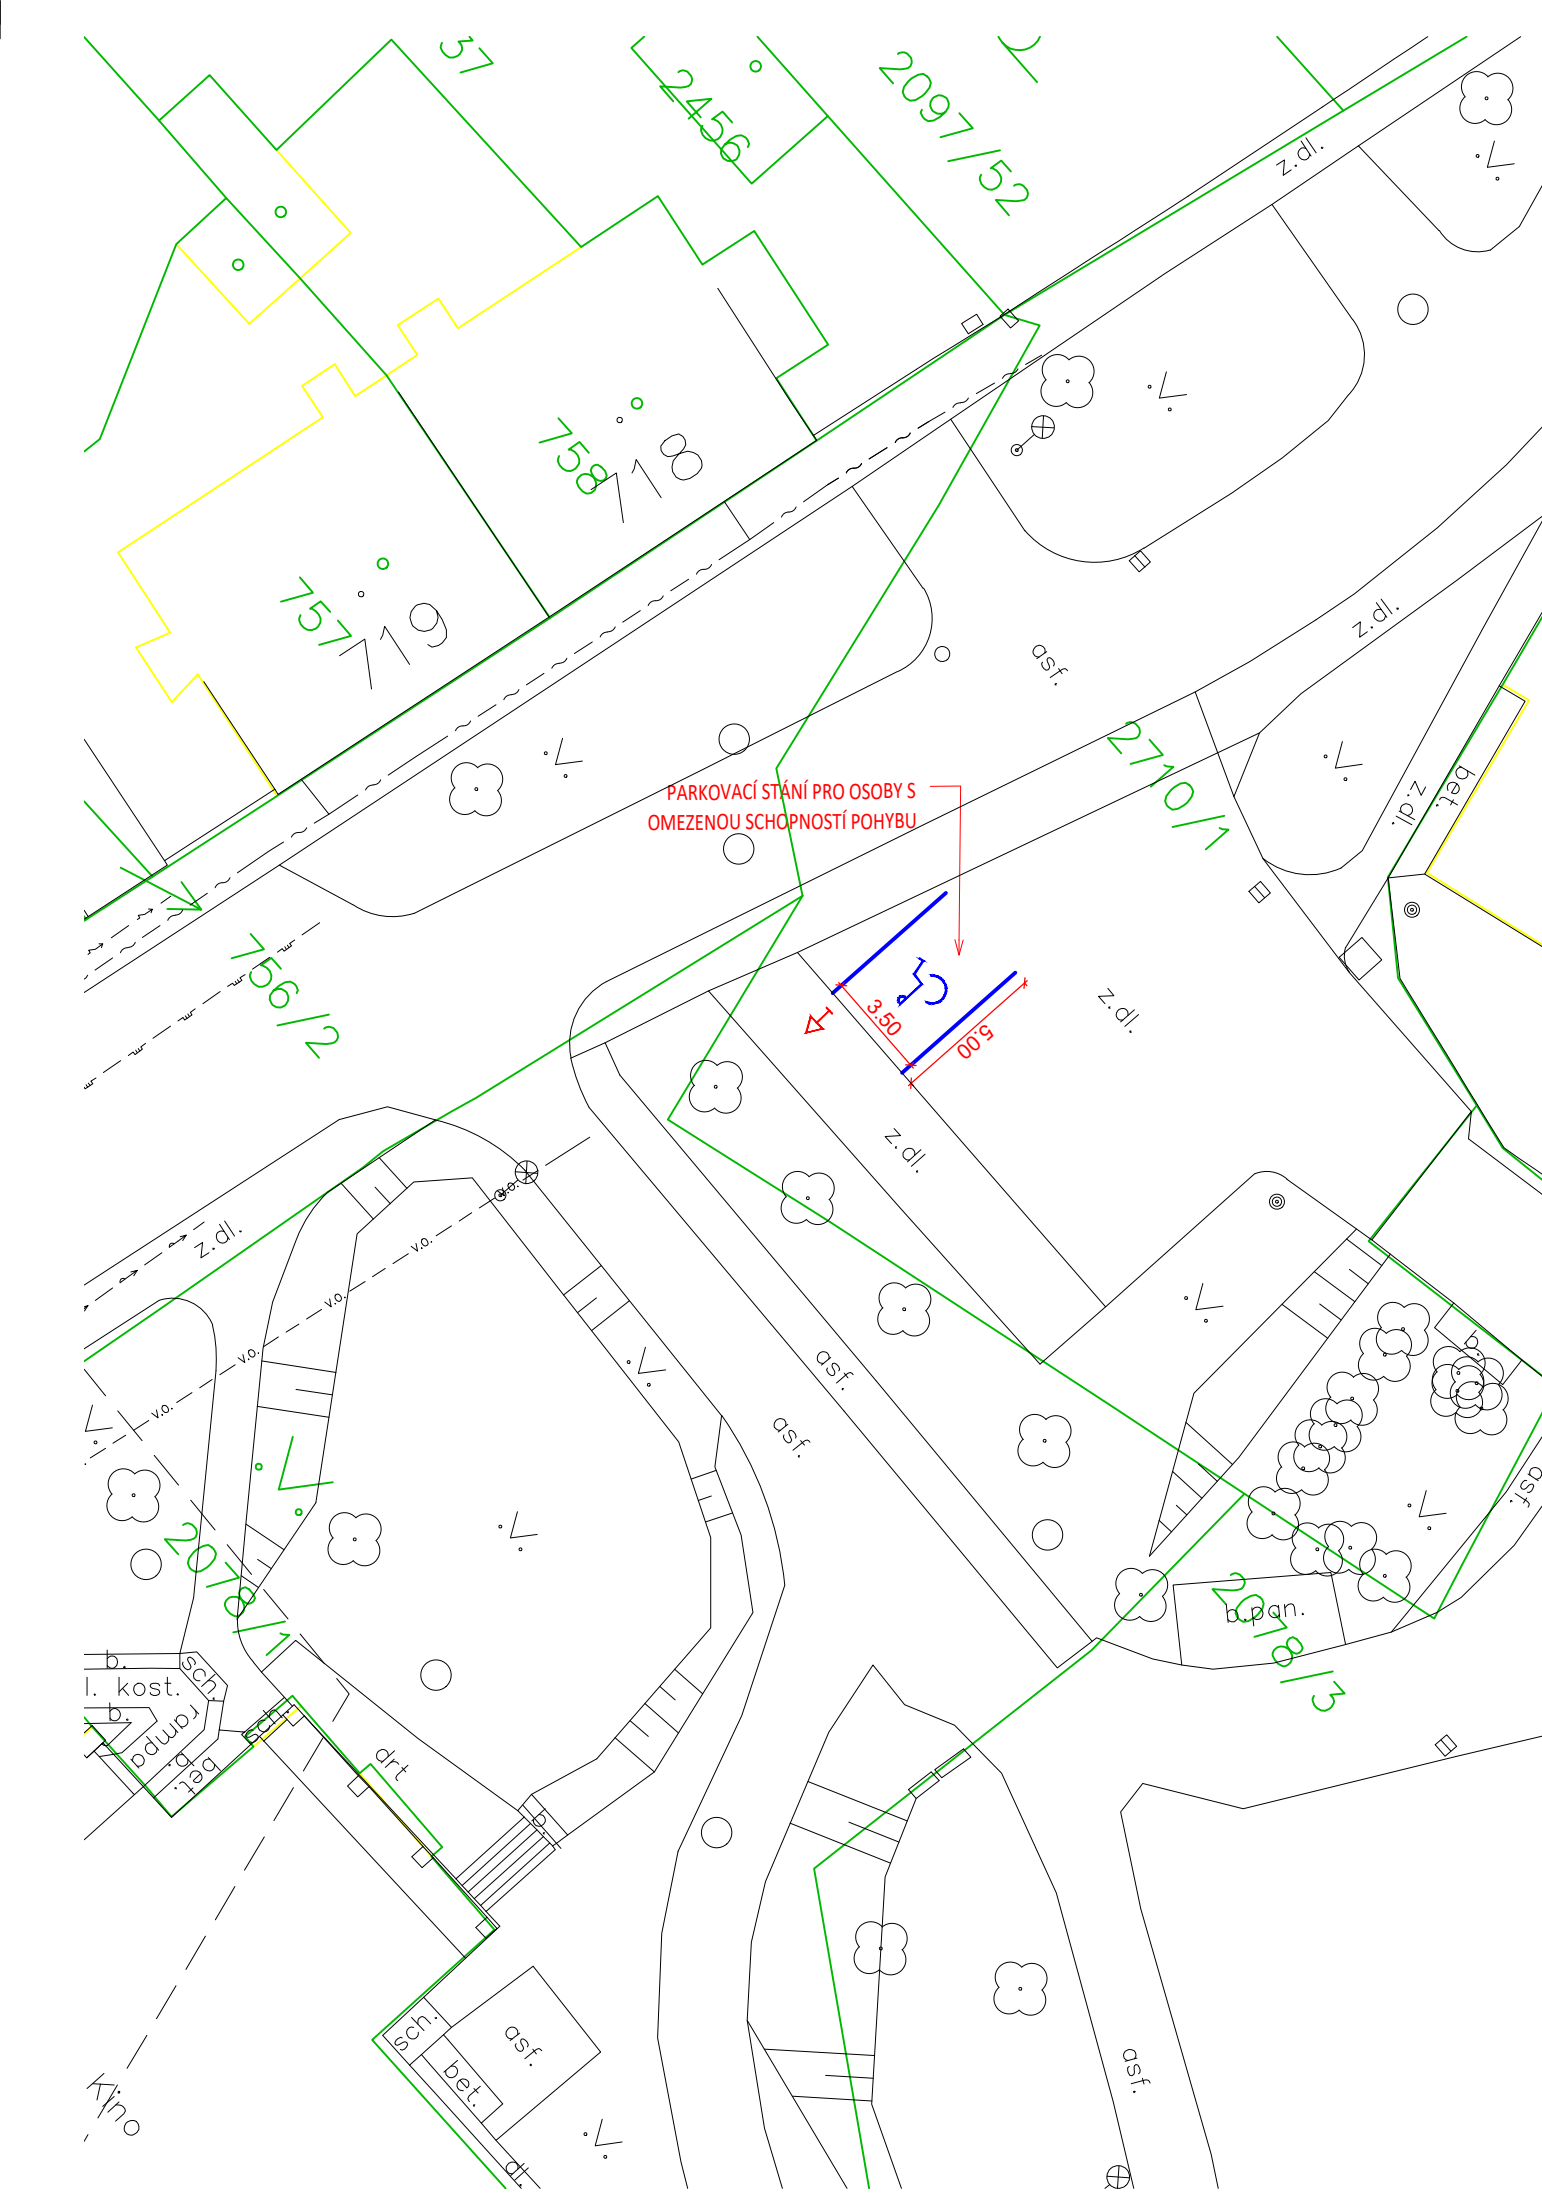 37
2456
2097/52
z.dl.
758
718
757
719
asf.
z.dl.
2710/1
bet.
z.dl.
PARKOVACÍ STÁNÍ PRO OSOBY S
OMEZENOU SCHOPNOSTÍ POHYBU
756/2
3.50
5.00
z.dl.
z.dl.
v.o.
z.dl.
v.o.
v.o.
v.o.
v.o.
asf.
asf.
b.
asf.
2078/1
b.pan.
2078/3
b.
sch.
l. kost.
b.
rampa
sch.
b.
bet.
drt
b.
sch.
asf.
bet.
asf.
Kino
dl.